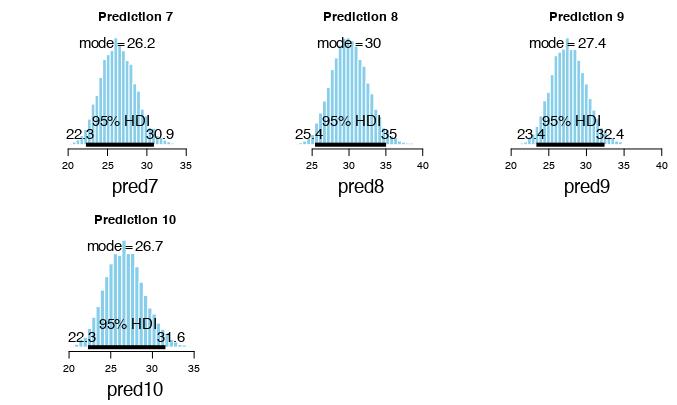 Prediction 7
mode = 26.2
95% HDI
22.3 30.9
20 25 30 35
pred7
Prediction 8
mode = 30
95% HDI
25.4 35
25 30 35 40
pred8
Prediction 9
mode = 27.4
95% HDI
23.4 32.4
20 25 30 35 40
pred9
Prediction 10
mode = 26.7
95% HDI
22.3 31.6
20 25 30 35
pred10